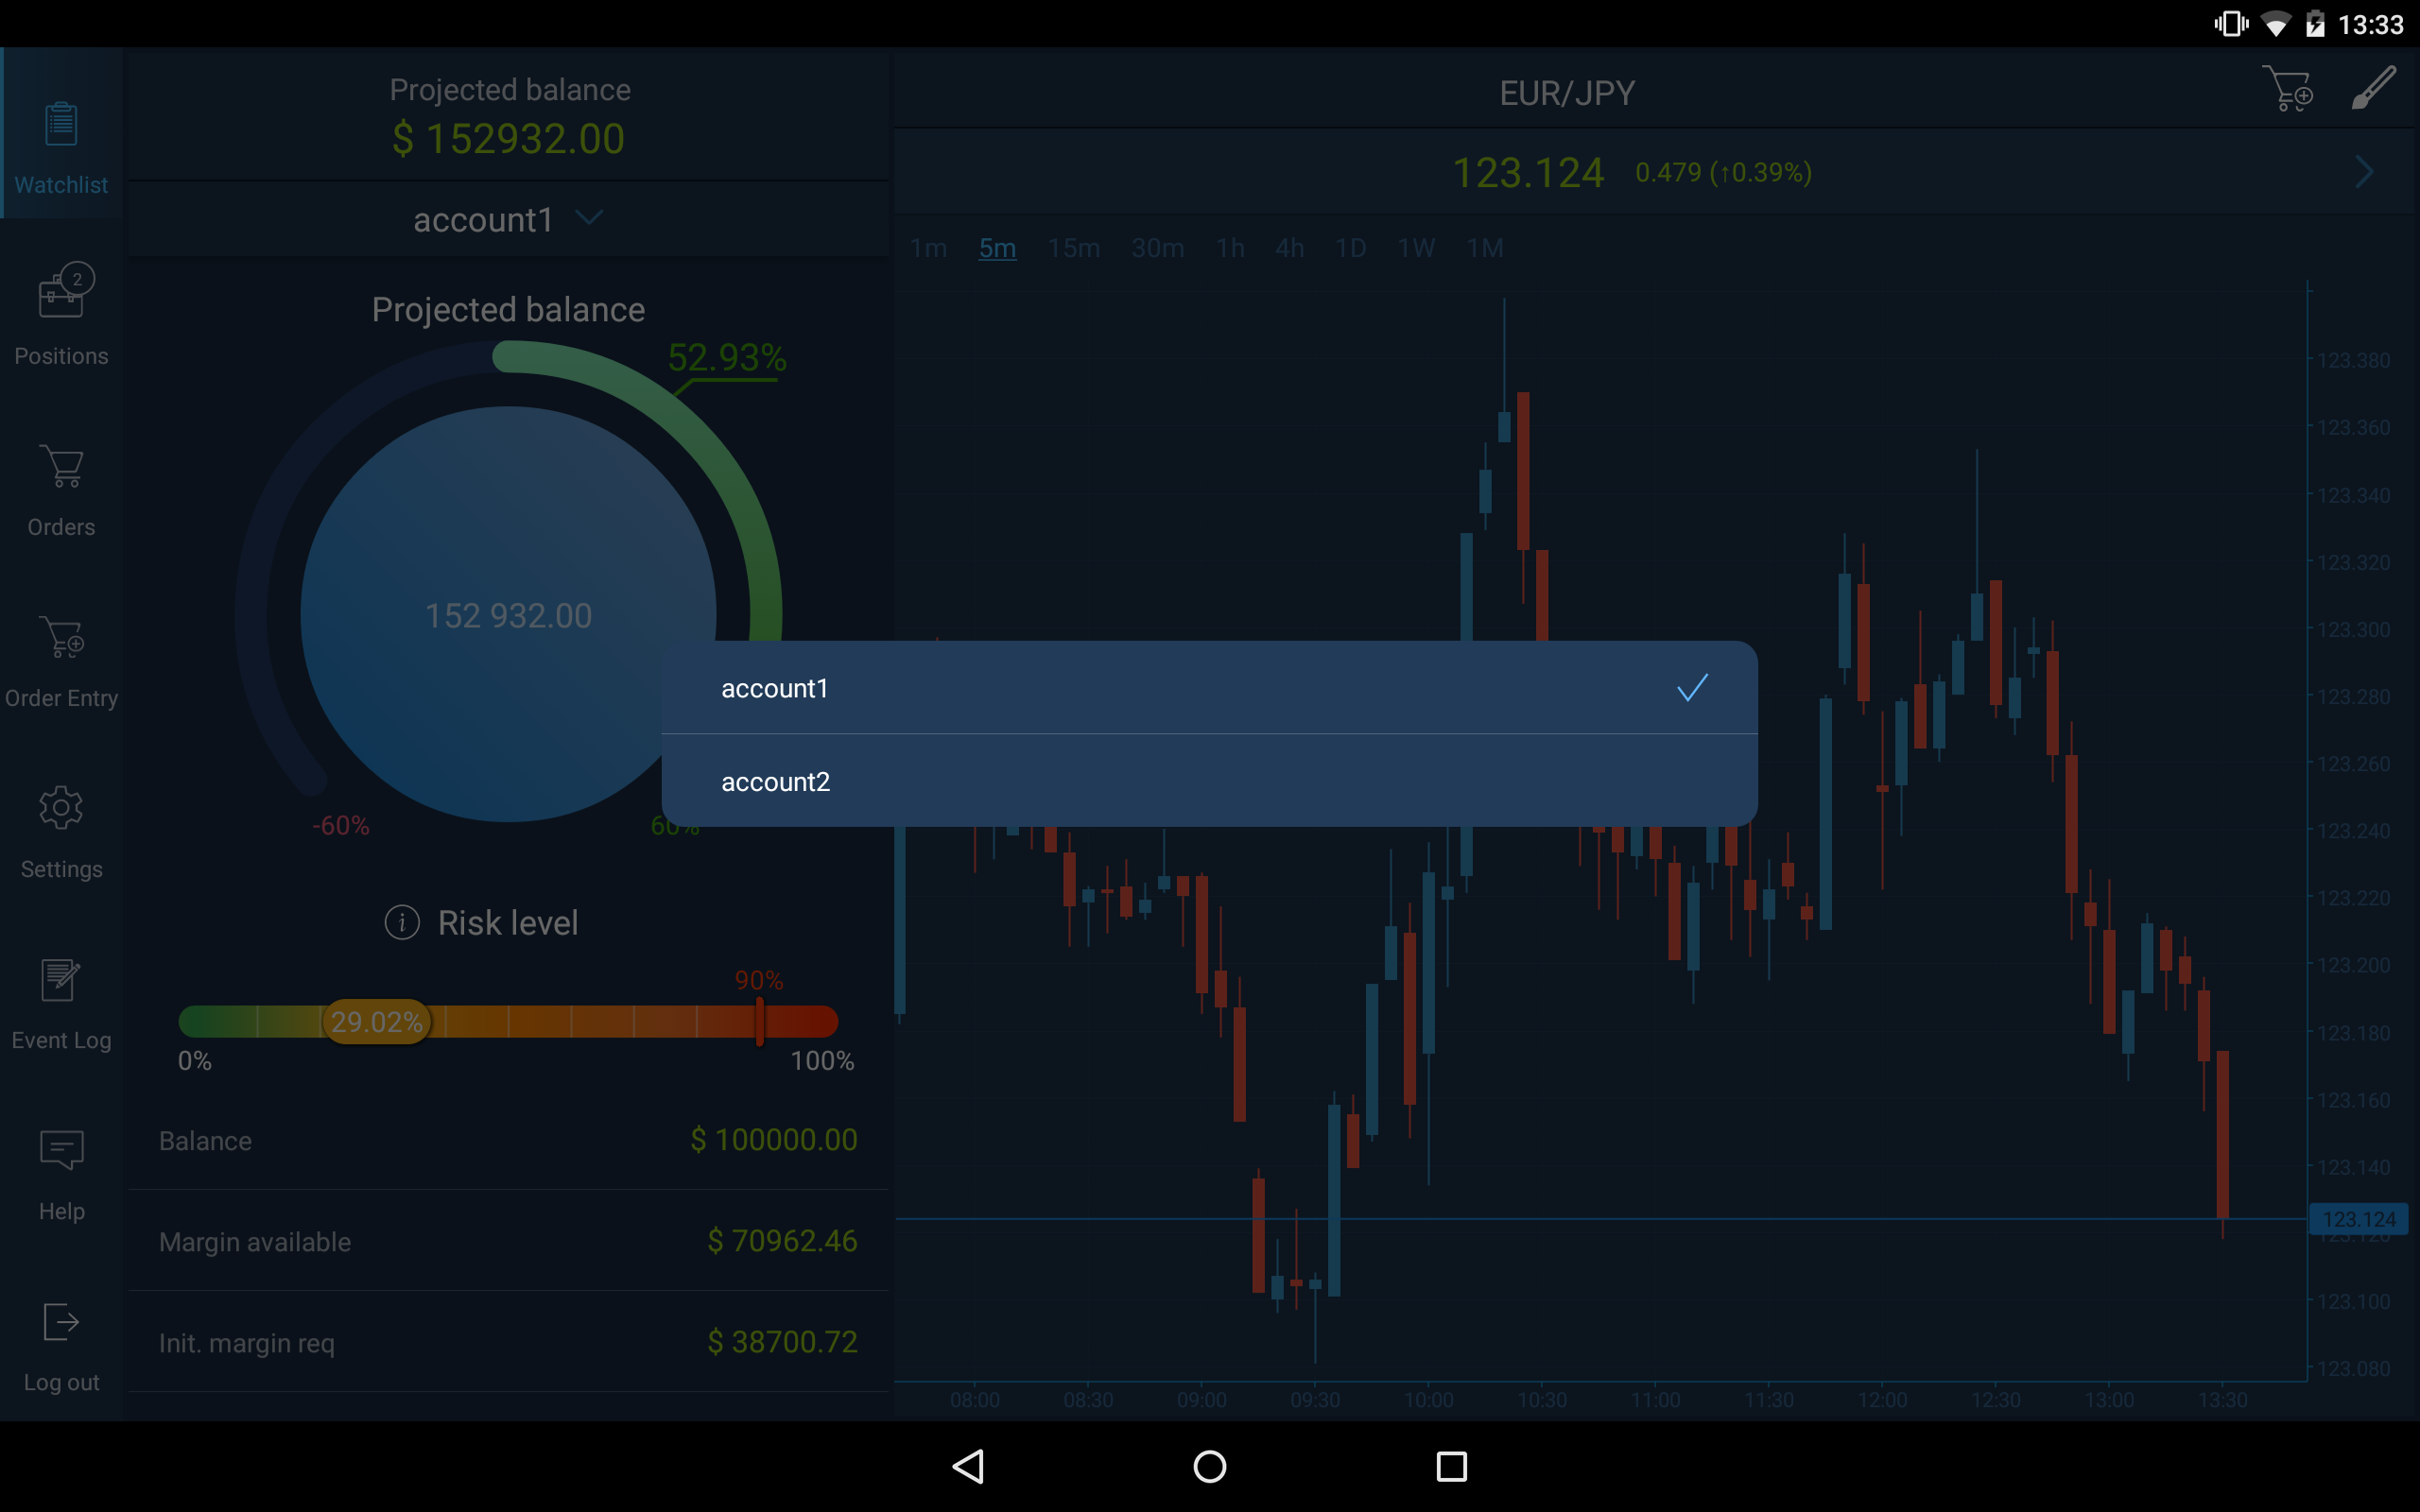 13:33
Watchlist
2
Positions
Orders
Order Entry
Settings
Event Log
Help
Log out
Projected balance
$ 152932.00
account1
Projected balance
52.93%
152 932.00
-60%
60%
Risk level
90%
29.02%
0%
100%
Balance $ 100000.00
Margin available $ 70962.46
Init. margin req $ 38700.72
EUR/JPY
123.124 0.479 (↑0.39%)
1m 5m 15m 30m 1h 4h 1D 1W 1M
account1
account2
123.380
123.360
123.340
123.320
123.300
123.280
123.260
123.240
123.220
123.200
123.180
123.160
123.140
123.124
123.100
123.080
08:00 08:30 09:00 09:30 10:00 10:30 11:00 11:30 12:00 12:30 13:00 13:30